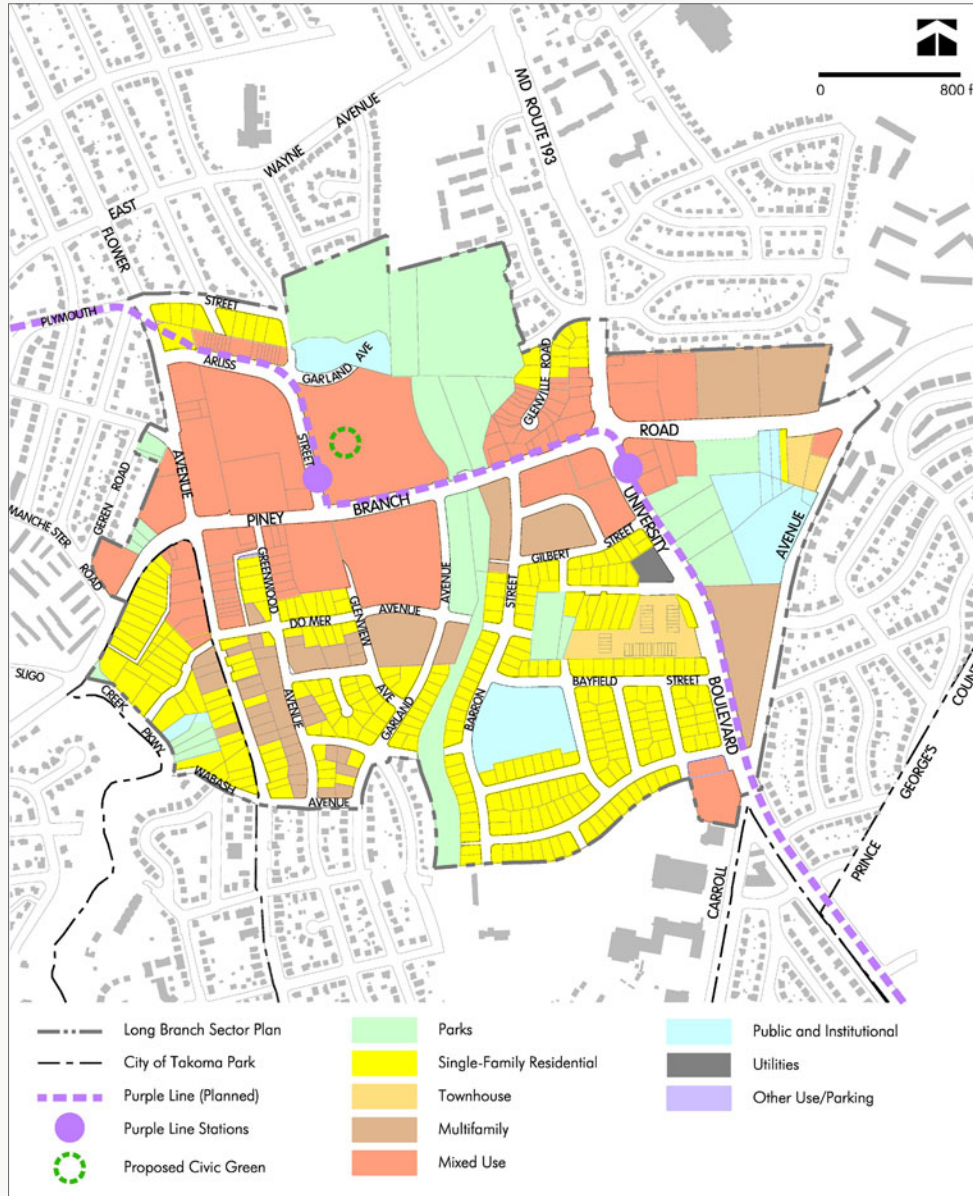 0 800 f
MD ROUTE 193
EAST WAYNE AVENUE
FLOWER
PLYMOUTH
STREET
ARLISS
STREET
GARLAND AVE
GLENVILLE ROAD
ROAD
AVENUE
GEREN ROAD
MANCHESTER
ROAD
PINEY BRANCH
UNIVERSITY
AVENUE
GREENWOOD
GLENVIEW
AVENUE
STREET
GILBERT STREET
DOMER AVENUE
SLIGO
CREEK
PKWY
AVENUE
AVE
GARLAND
BARRON
BAYFIELD STREET
BOULEVARD
WABASH
AVENUE
CARROLL
PRINCE GEORGE'S COUN
Long Branch Sector Plan
City of Takoma Park
Purple Line (Planned)
Purple Line Stations
Proposed Civic Green
Parks
Single-Family Residential
Townhouse
Multifamily
Mixed Use
Public and Institutional
Utilities
Other Use/Parking